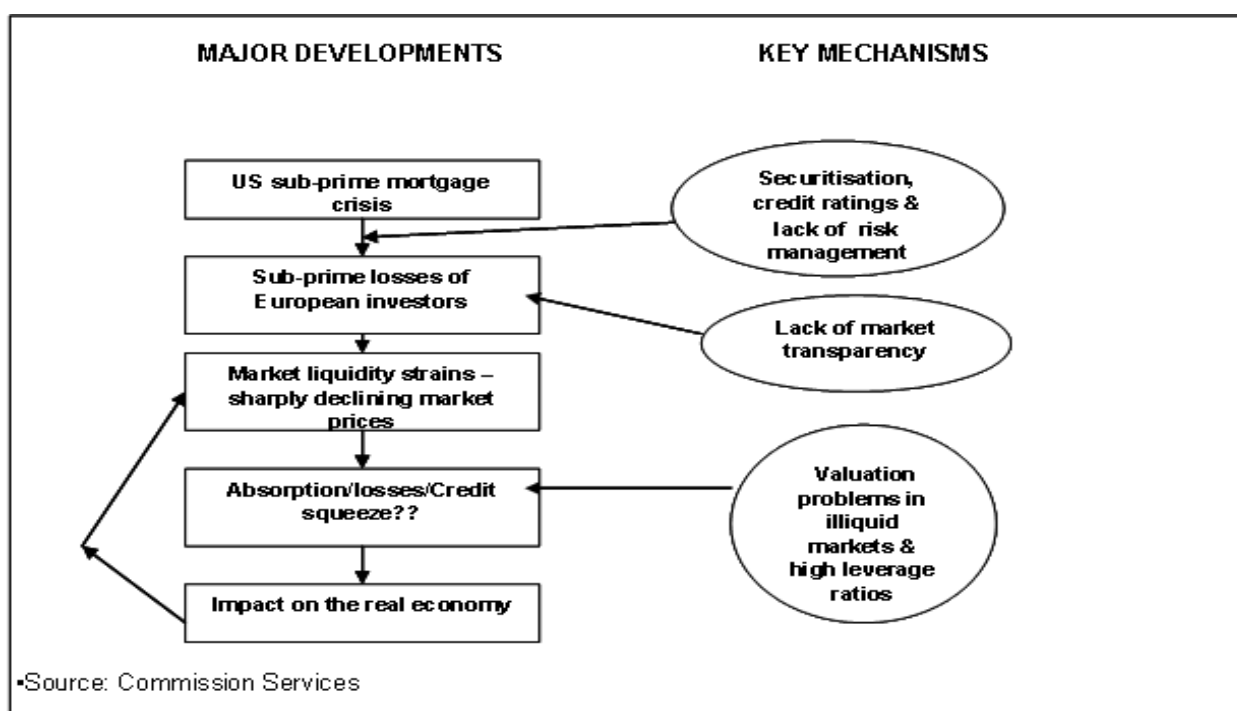 MAJOR DEVELOPMENTS
KEY MECHANISMS
US sub-prime mortgage
crisis
Securitisation,
credit ratings &
lack of risk
management
Sub-prime losses of
European investors
Lack of market
transparency
Market liquidity strains –
sharply declining market
prices
Absorption/losses/Credit
squeeze??
Valuation
problems in
illiquid
markets &
high leverage
ratios
Impact on the real economy
▪Source: Commission Services